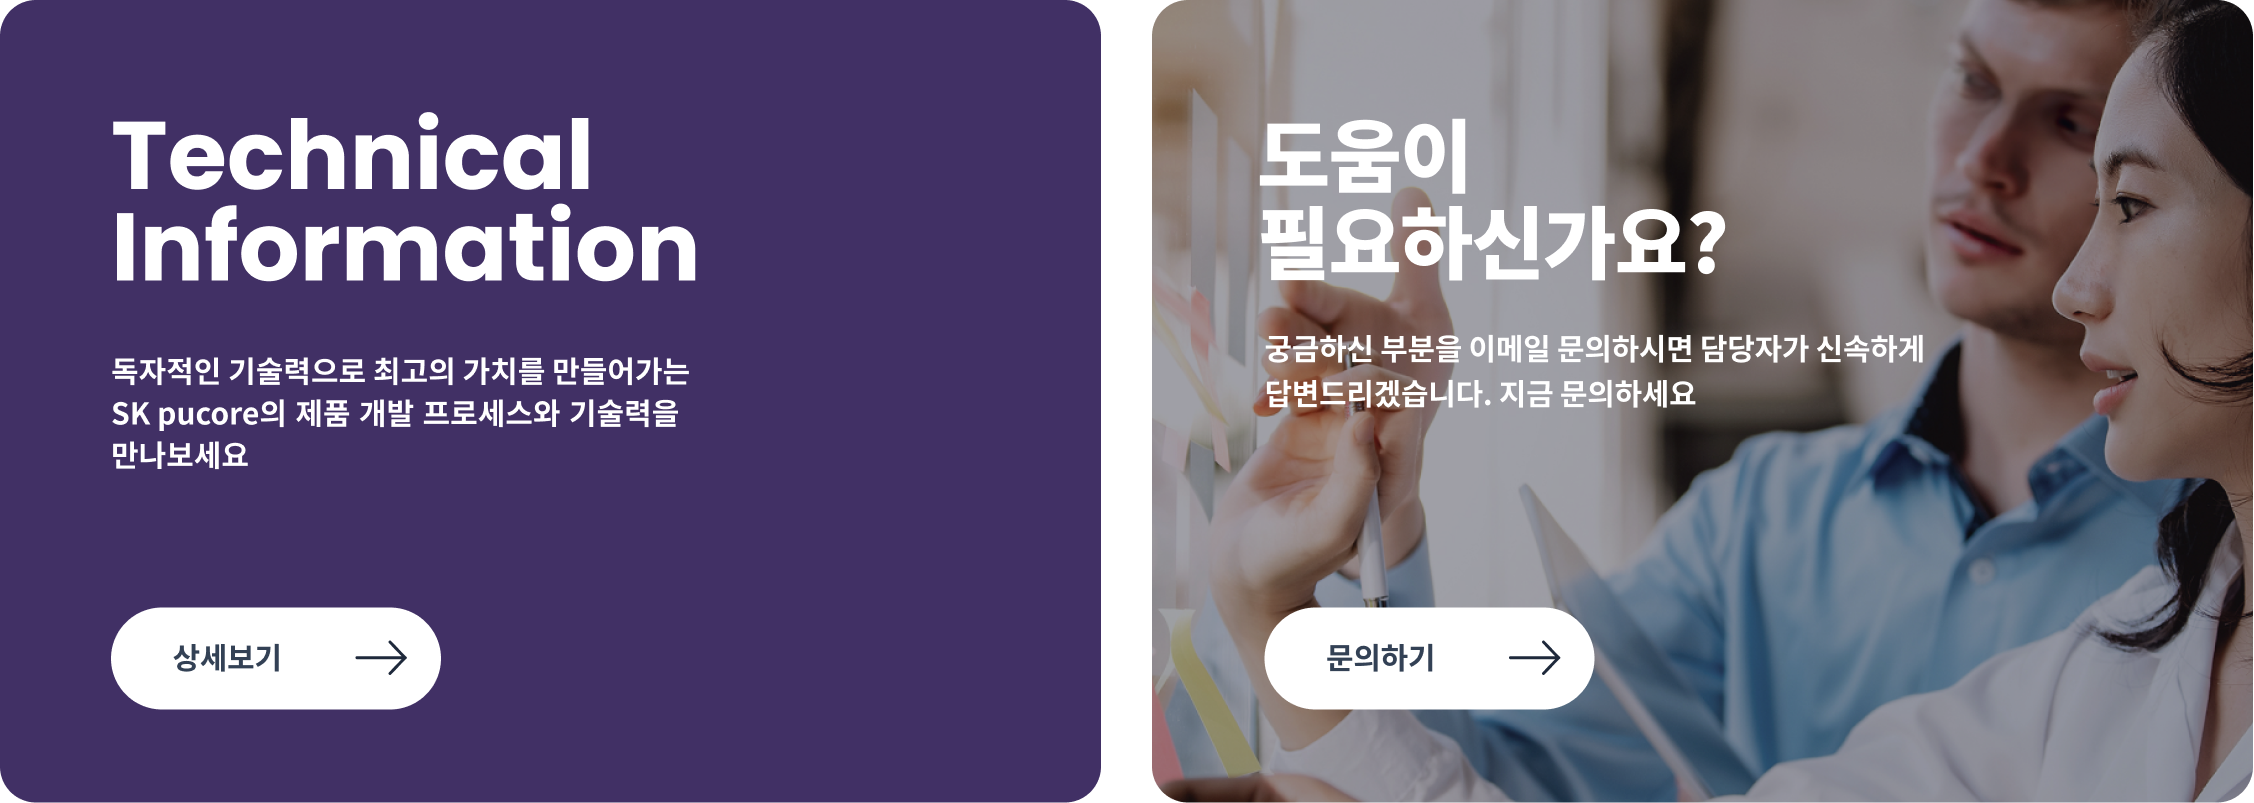 Technical
Information
독자적인 기술력으로 최고의 가치를 만들어가는
SK pucore의 제품 개발 프로세스와 기술력을
만나보세요
상세보기
도움이
필요하신가요?
궁금하신 부분을 이메일 문의하시면 담당자가 신속하게
답변드리겠습니다. 지금 문의하세요
문의하기